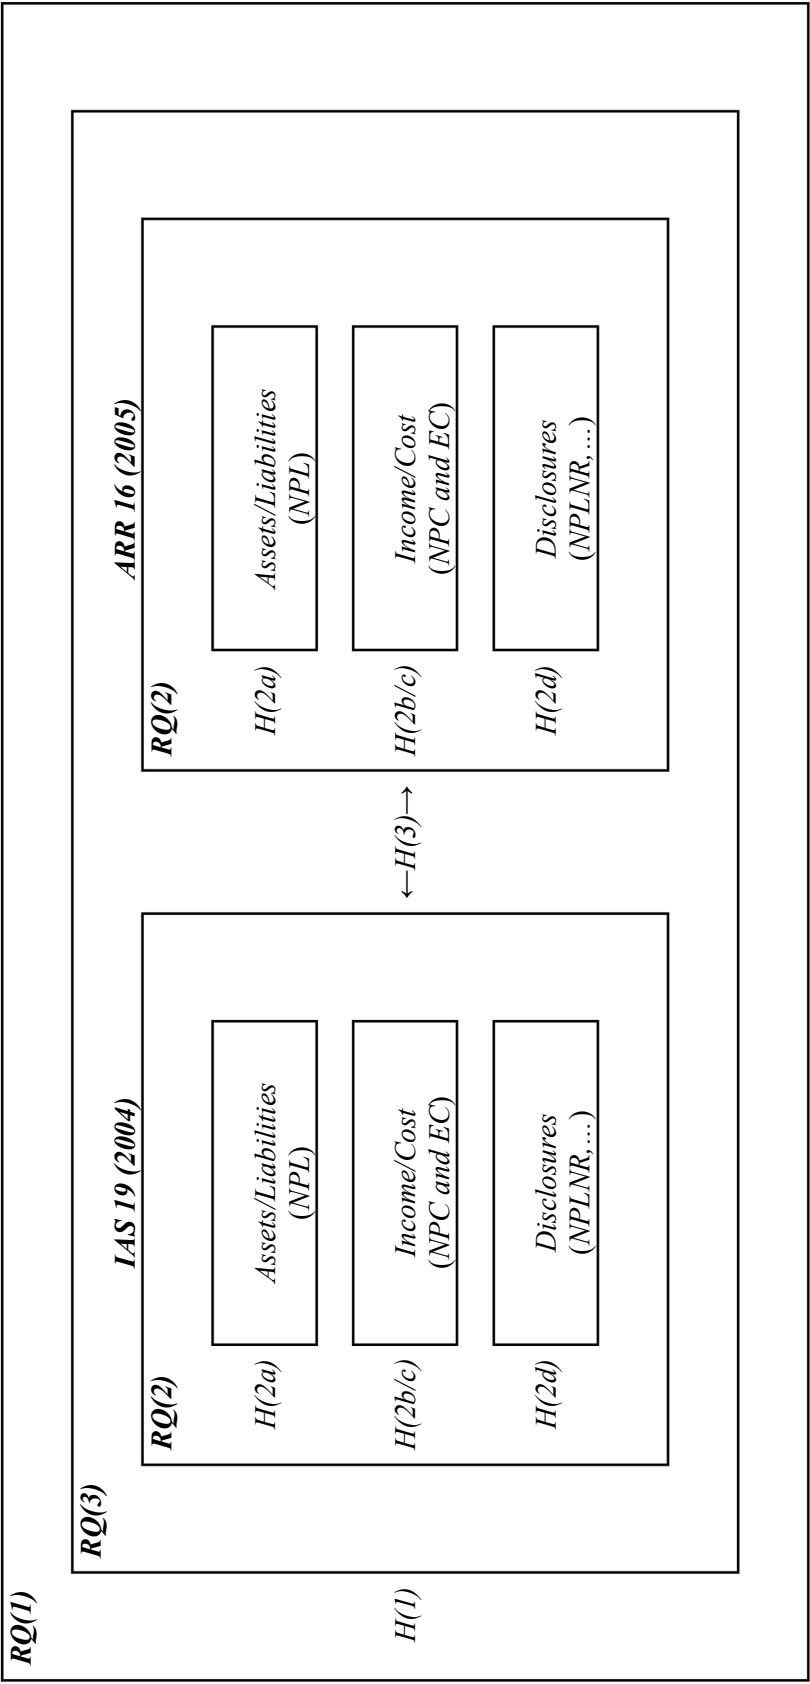 RQ(1)
RQ(3)
IAS 19 (2004)
ARR 16 (2005)
RQ(2)
RQ(2)
H(2a)
Assets/Liabilities
(NPL)
H(2a)
Assets/Liabilities
(NPL)
H(1)
H(2b/c)
Income/Cost
(NPC and EC)
←H(3)→
H(2b/c)
Income/Cost
(NPC and EC)
H(2d)
Disclosures
(NPLNR,...)
H(2d)
Disclosures
(NPLNR,...)